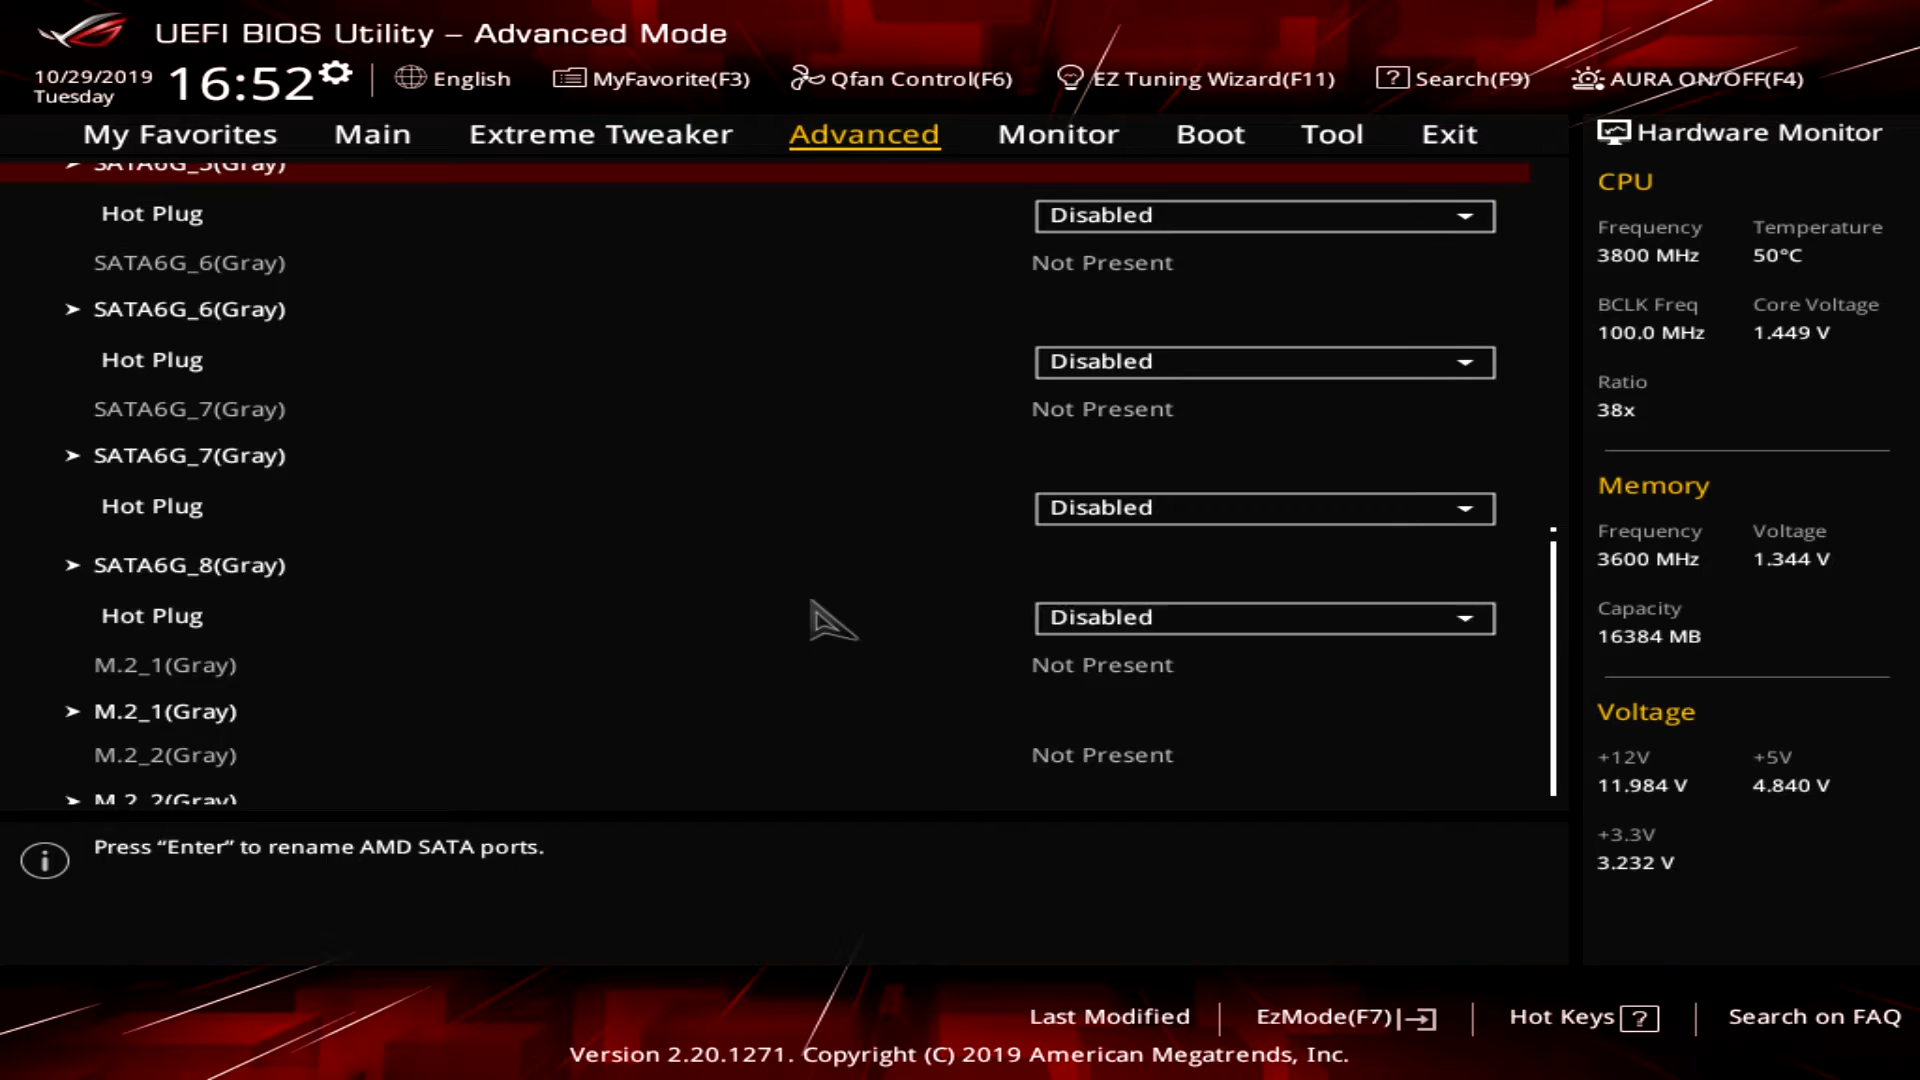 UEFI BIOS Utility – Advanced Mode
10/29/2019
Tuesday
16:52
English
MyFavorite(F3)
Qfan Control(F6)
EZ Tuning Wizard(F11)
Search(F9)
AURA ON/OFF(F4)
My Favorites
Main
Extreme Tweaker
Advanced
Monitor
Boot
Tool
Exit
SATA6G_5(Gray)
Hot Plug Disabled
SATA6G_6(Gray) Not Present
SATA6G_6(Gray)
Hot Plug Disabled
SATA6G_7(Gray) Not Present
SATA6G_7(Gray)
Hot Plug Disabled
SATA6G_8(Gray)
Hot Plug Disabled
M.2_1(Gray) Not Present
M.2_1(Gray)
M.2_2(Gray) Not Present
M.2_2(Gray)
Press “Enter” to rename AMD SATA ports.
Hardware Monitor
CPU
Frequency Temperature
3800 MHz 50°C
BCLK Freq Core Voltage
100.0 MHz 1.449 V
Ratio
38x
Memory
Frequency Voltage
3600 MHz 1.344 V
Capacity
16384 MB
Voltage
+12V +5V
11.984 V 4.840 V
+3.3V
3.232 V
Last Modified
EzMode(F7)
Hot Keys ?
Search on FAQ
Version 2.20.1271. Copyright (C) 2019 American Megatrends, Inc.